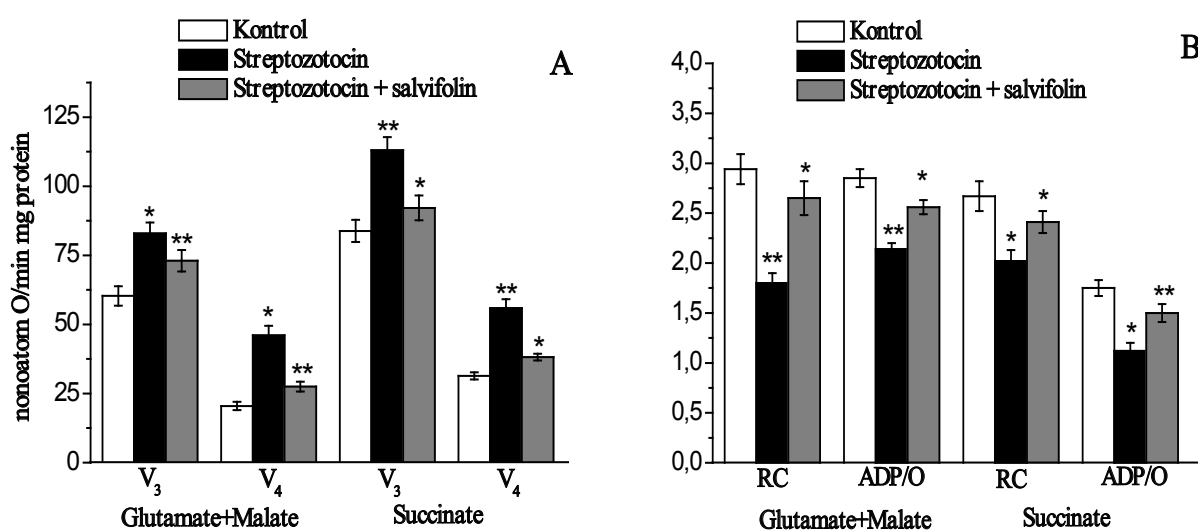 Kontrol
Streptozotocin
Streptozotocin + salvifolin
A
nonoatom O/min mg protein
125
100
75
50
25
0
* ** * ** ** * ** *
V3 V4 V3 V4
Glutamate+Malate Succinate
Kontrol
Streptozotocin
Streptozotocin + salvifolin
B
4,0
3,5
3,0
2,5
2,0
1,5
1,0
0,5
0,0
** * ** * * * * **
RC ADP/O RC ADP/O
Glutamate+Malate Succinate